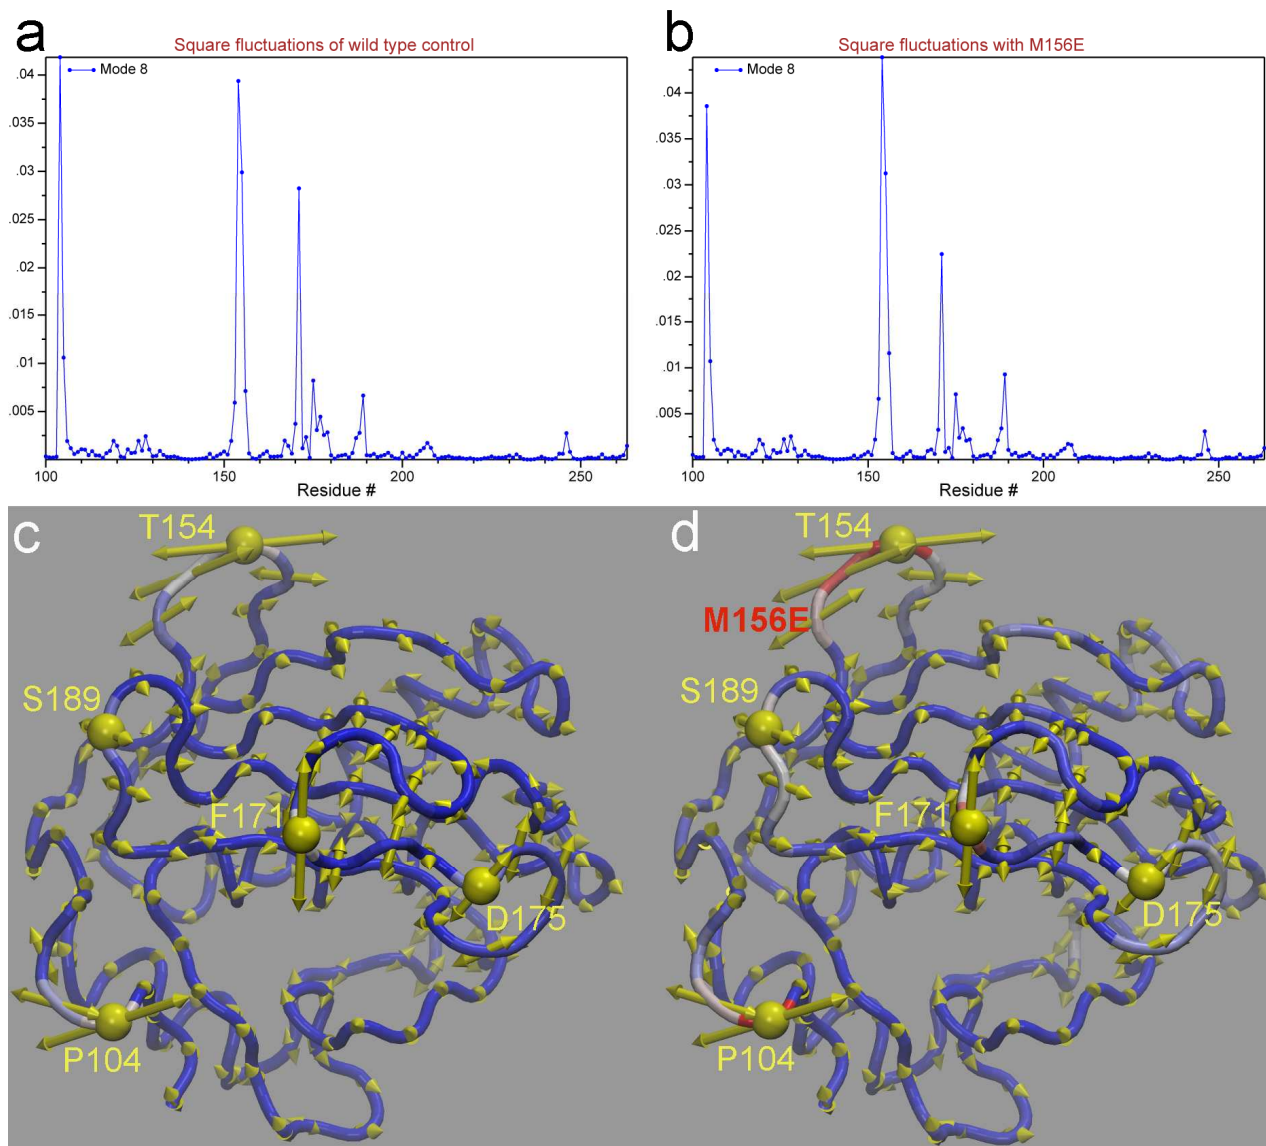 a
Square fluctuations of wild type control
Mode 8
.04
.035
.03
.025
.02
.015
.01
.005
100
150
200
250
Residue #
b
Square fluctuations with M156E
Mode 8
.04
.035
.03
.025
.02
.015
.01
.005
100
150
200
250
Residue #
c
T154
S189
F171
D175
P104
d
T154
M156E
S189
F171
D175
P104